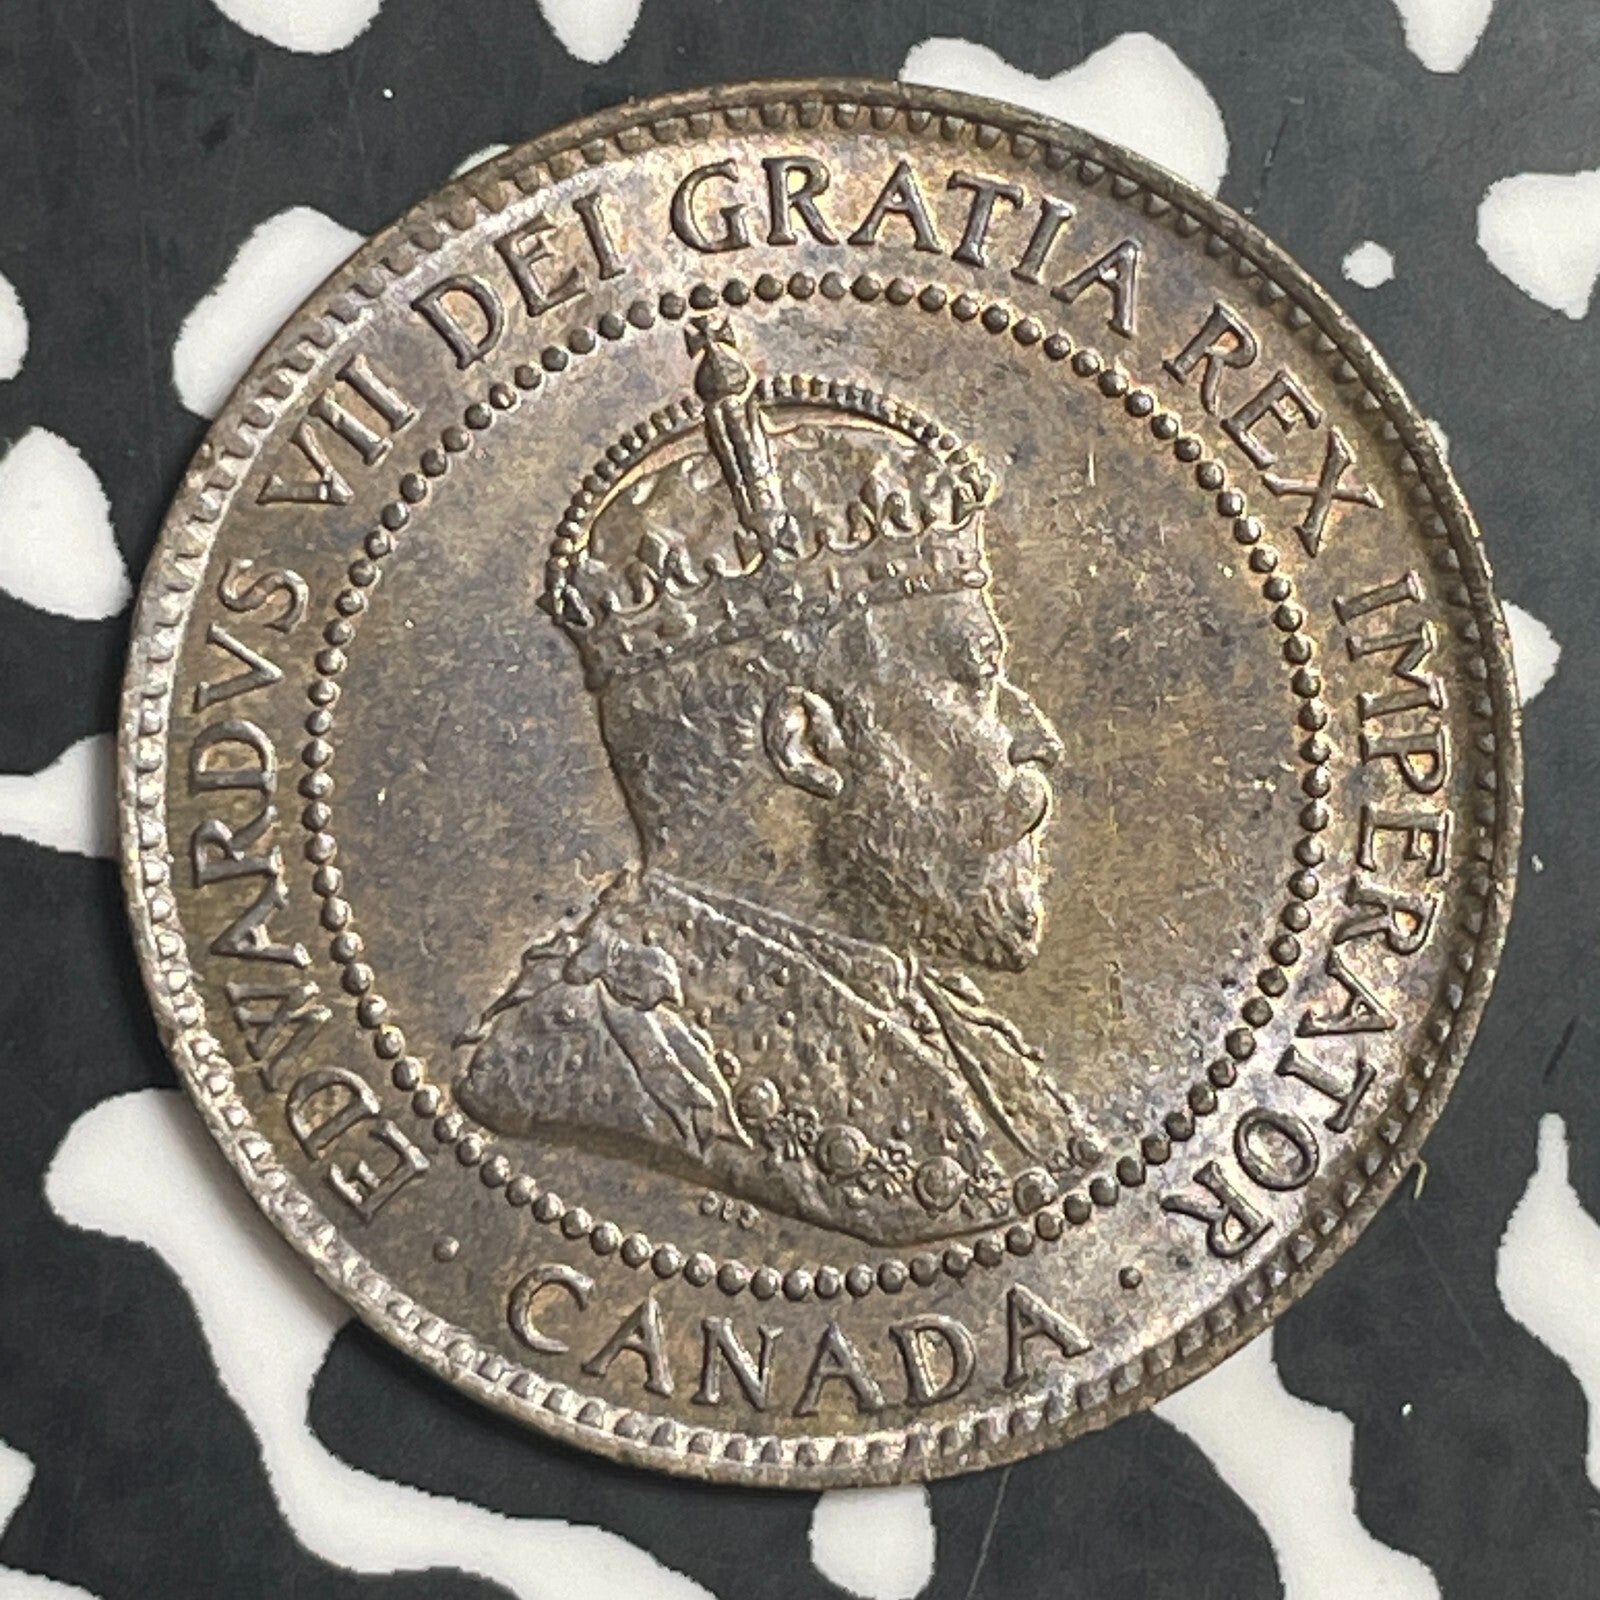 EDWARDVS VII DEI GRATIA REX IMPERATOR
· CANADA ·